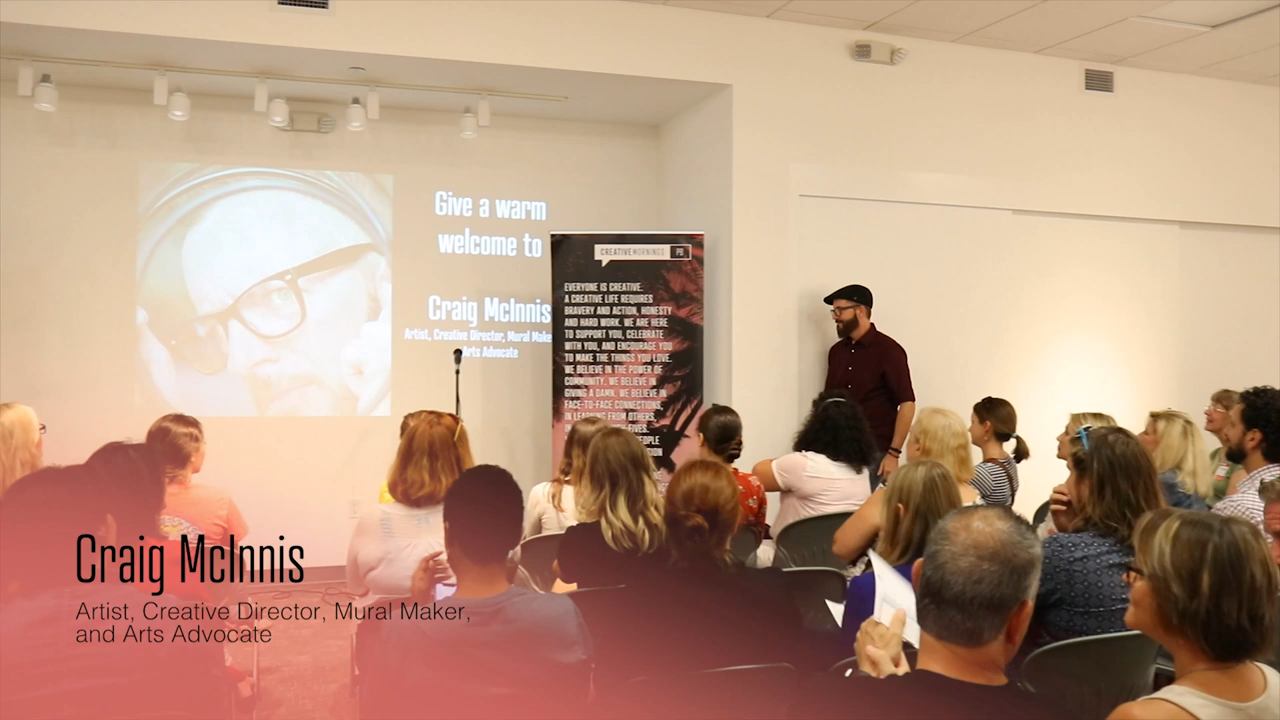 Give a warm
welcome to
Craig McInnis
Artist, Creative Director, Mural Make
Arts Advocate
CREATIVEMORNINGS PB
EVERYONE IS CREATIVE.
A CREATIVE LIFE REQUIRES
BRAVERY AND ACTION, HONESTY
AND HARD WORK. WE ARE HERE
TO SUPPORT YOU, CELEBRATE
WITH YOU, AND ENCOURAGE YOU
TO MAKE THE THINGS YOU LOVE.
WE BELIEVE IN THE POWER OF
COMMUNITY. WE BELIEVE IN
GIVING A DAMN. WE BELIEVE IN
FACE-TO-FACE CONNECTIONS,
IN LEARNING FROM OTHERS,
Craig McInnis
Artist, Creative Director, Mural Maker,
and Arts Advocate